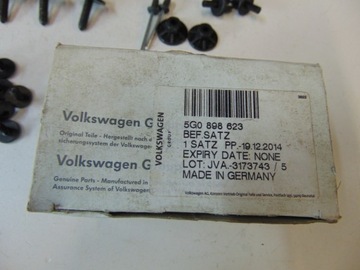 Volkswagen G
Original Teile - Hergestellt nach
sicherungssystem der Volkswagen
Volkswagen G
Genuine Parts - Manufactured in
Assurance System of Volkswagen
VOLKSWAGEN
GROUP
5G0 898 623
BEF.SATZ
1 SATZ PP.-19.12.2014
EXPIRY DATE: NONE
LOT: JVA.-3173743 / 5
MADE IN GERMANY